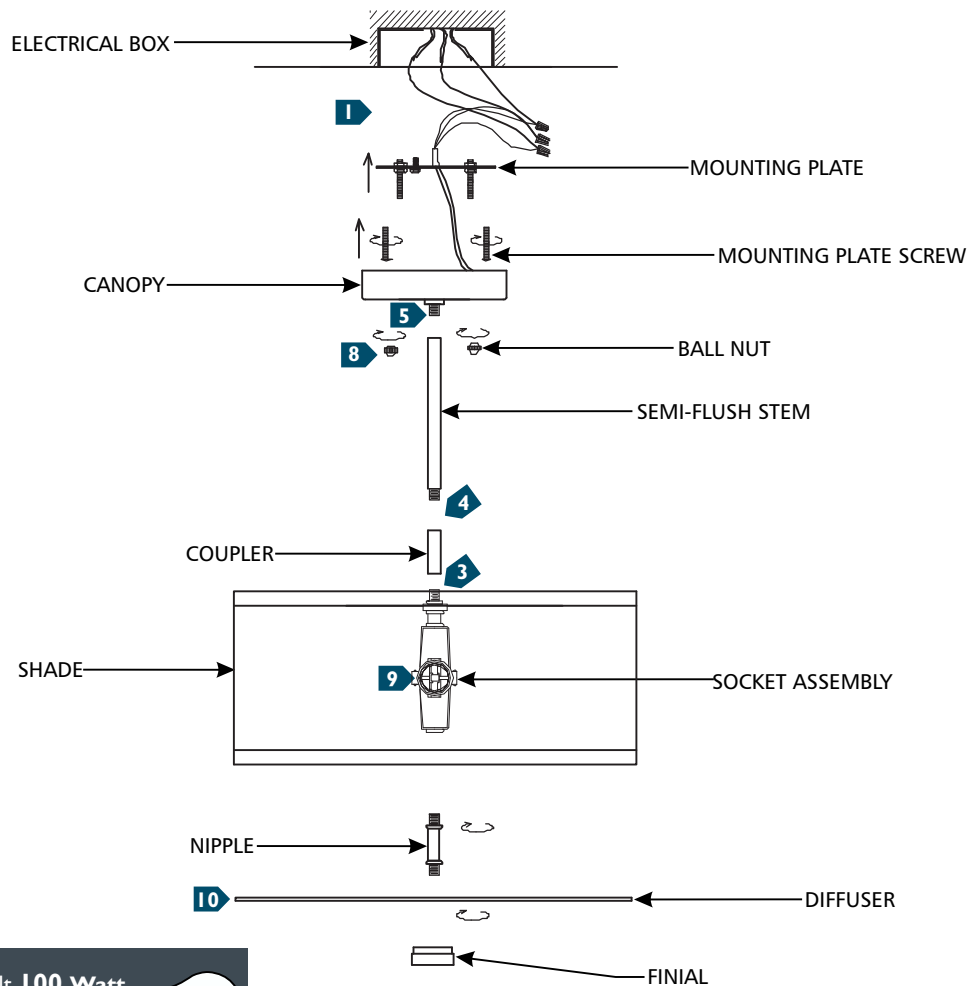 ELECTRICAL BOX
1
MOUNTING PLATE
MOUNTING PLATE SCREW
CANOPY
5
8
BALL NUT
SEMI-FLUSH STEM
4
COUPLER
3
SHADE
9
SOCKET ASSEMBLY
NIPPLE
10
DIFFUSER
100 Watt
FINIAL